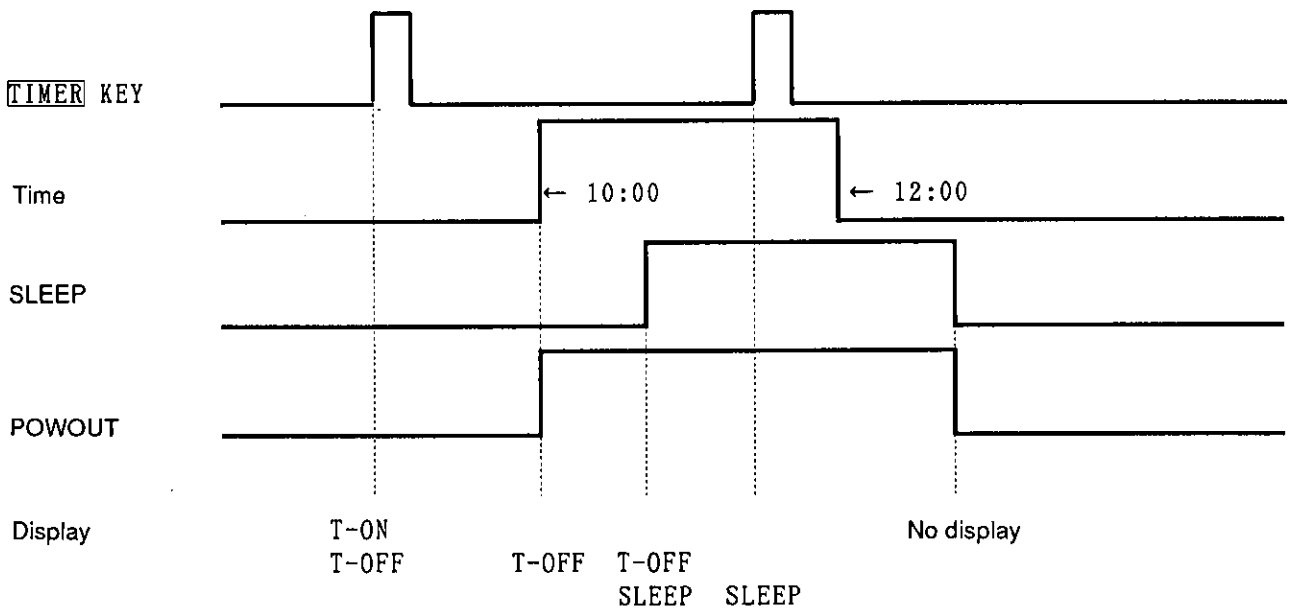 TIMER KEY
Time ← 10:00 ← 12:00
SLEEP
POWOUT
Display T-ON No display
T-OFF T-OFF T-OFF
SLEEP SLEEP